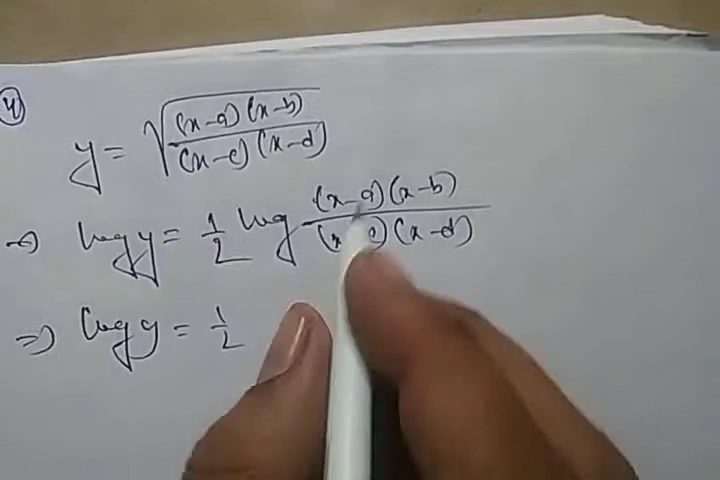 4
y = √((x-a)(x-b)/(x-c)(x-d))
⇒ log y = 1/2 log (x-a)(x-b)/(x-c)(x-d)
⇒ log y = 1/2